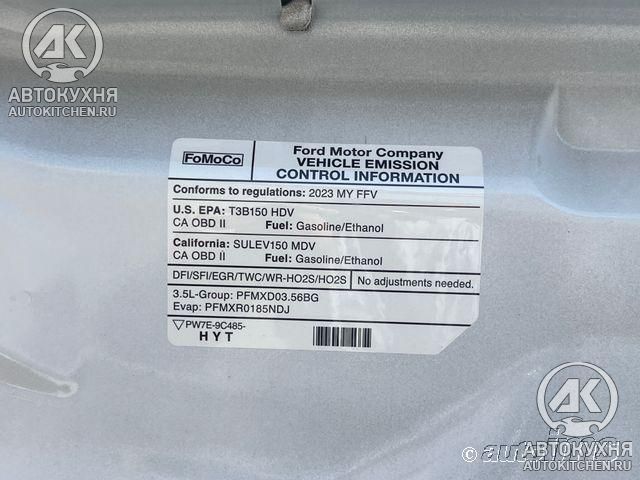 АК
АВТОКУХНЯ
AUTOKITCHEN.RU
FoMoCo
Ford Motor Company
VEHICLE EMISSION
CONTROL INFORMATION
Conforms to regulations: 2023 MY FFV
U.S. EPA: T3B150 HDV
CA OBD II Fuel: Gasoline/Ethanol
California: SULEV150 MDV
CA OBD II Fuel: Gasoline/Ethanol
DFI/SFI/EGR/TWC/WR-HO2S/HO2S No adjustments needed.
3.5L-Group: PFMXD03.56BG
Evap: PFMXR0185NDJ
PW7E-9C485-
HYT
АК
АВТОКУХНЯ
AUTOKITCHEN.RU